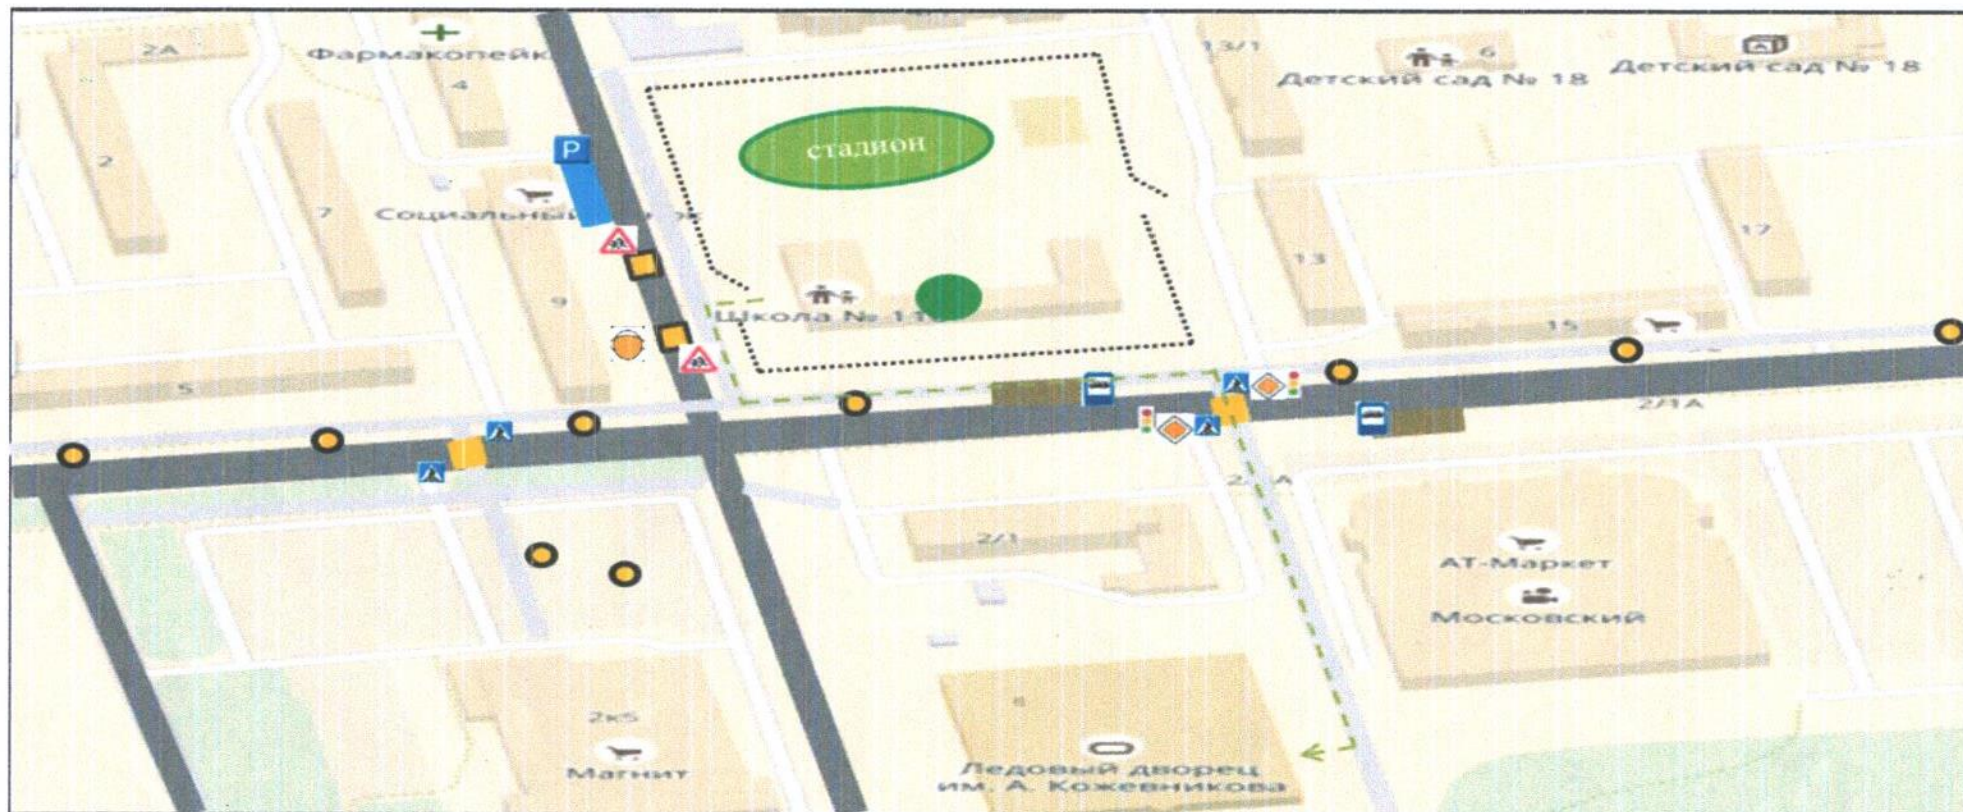 2А
Фармакопейк
4
13/1
6
Детский сад № 18
Детский сад № 18
2
P
стадион
7
Социальный
17
13
9
Школа № 11
15
5
2/1А
2/1
АТ-Маркет
Московский
2к5
Магнит
Ледовый дворец
им. А. Кожевникова